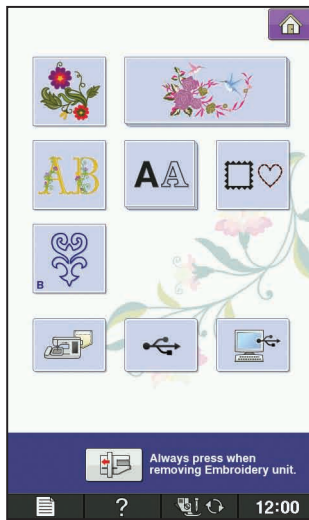 AB
AA
B
Always press when
removing Embroidery unit.
?
12:00